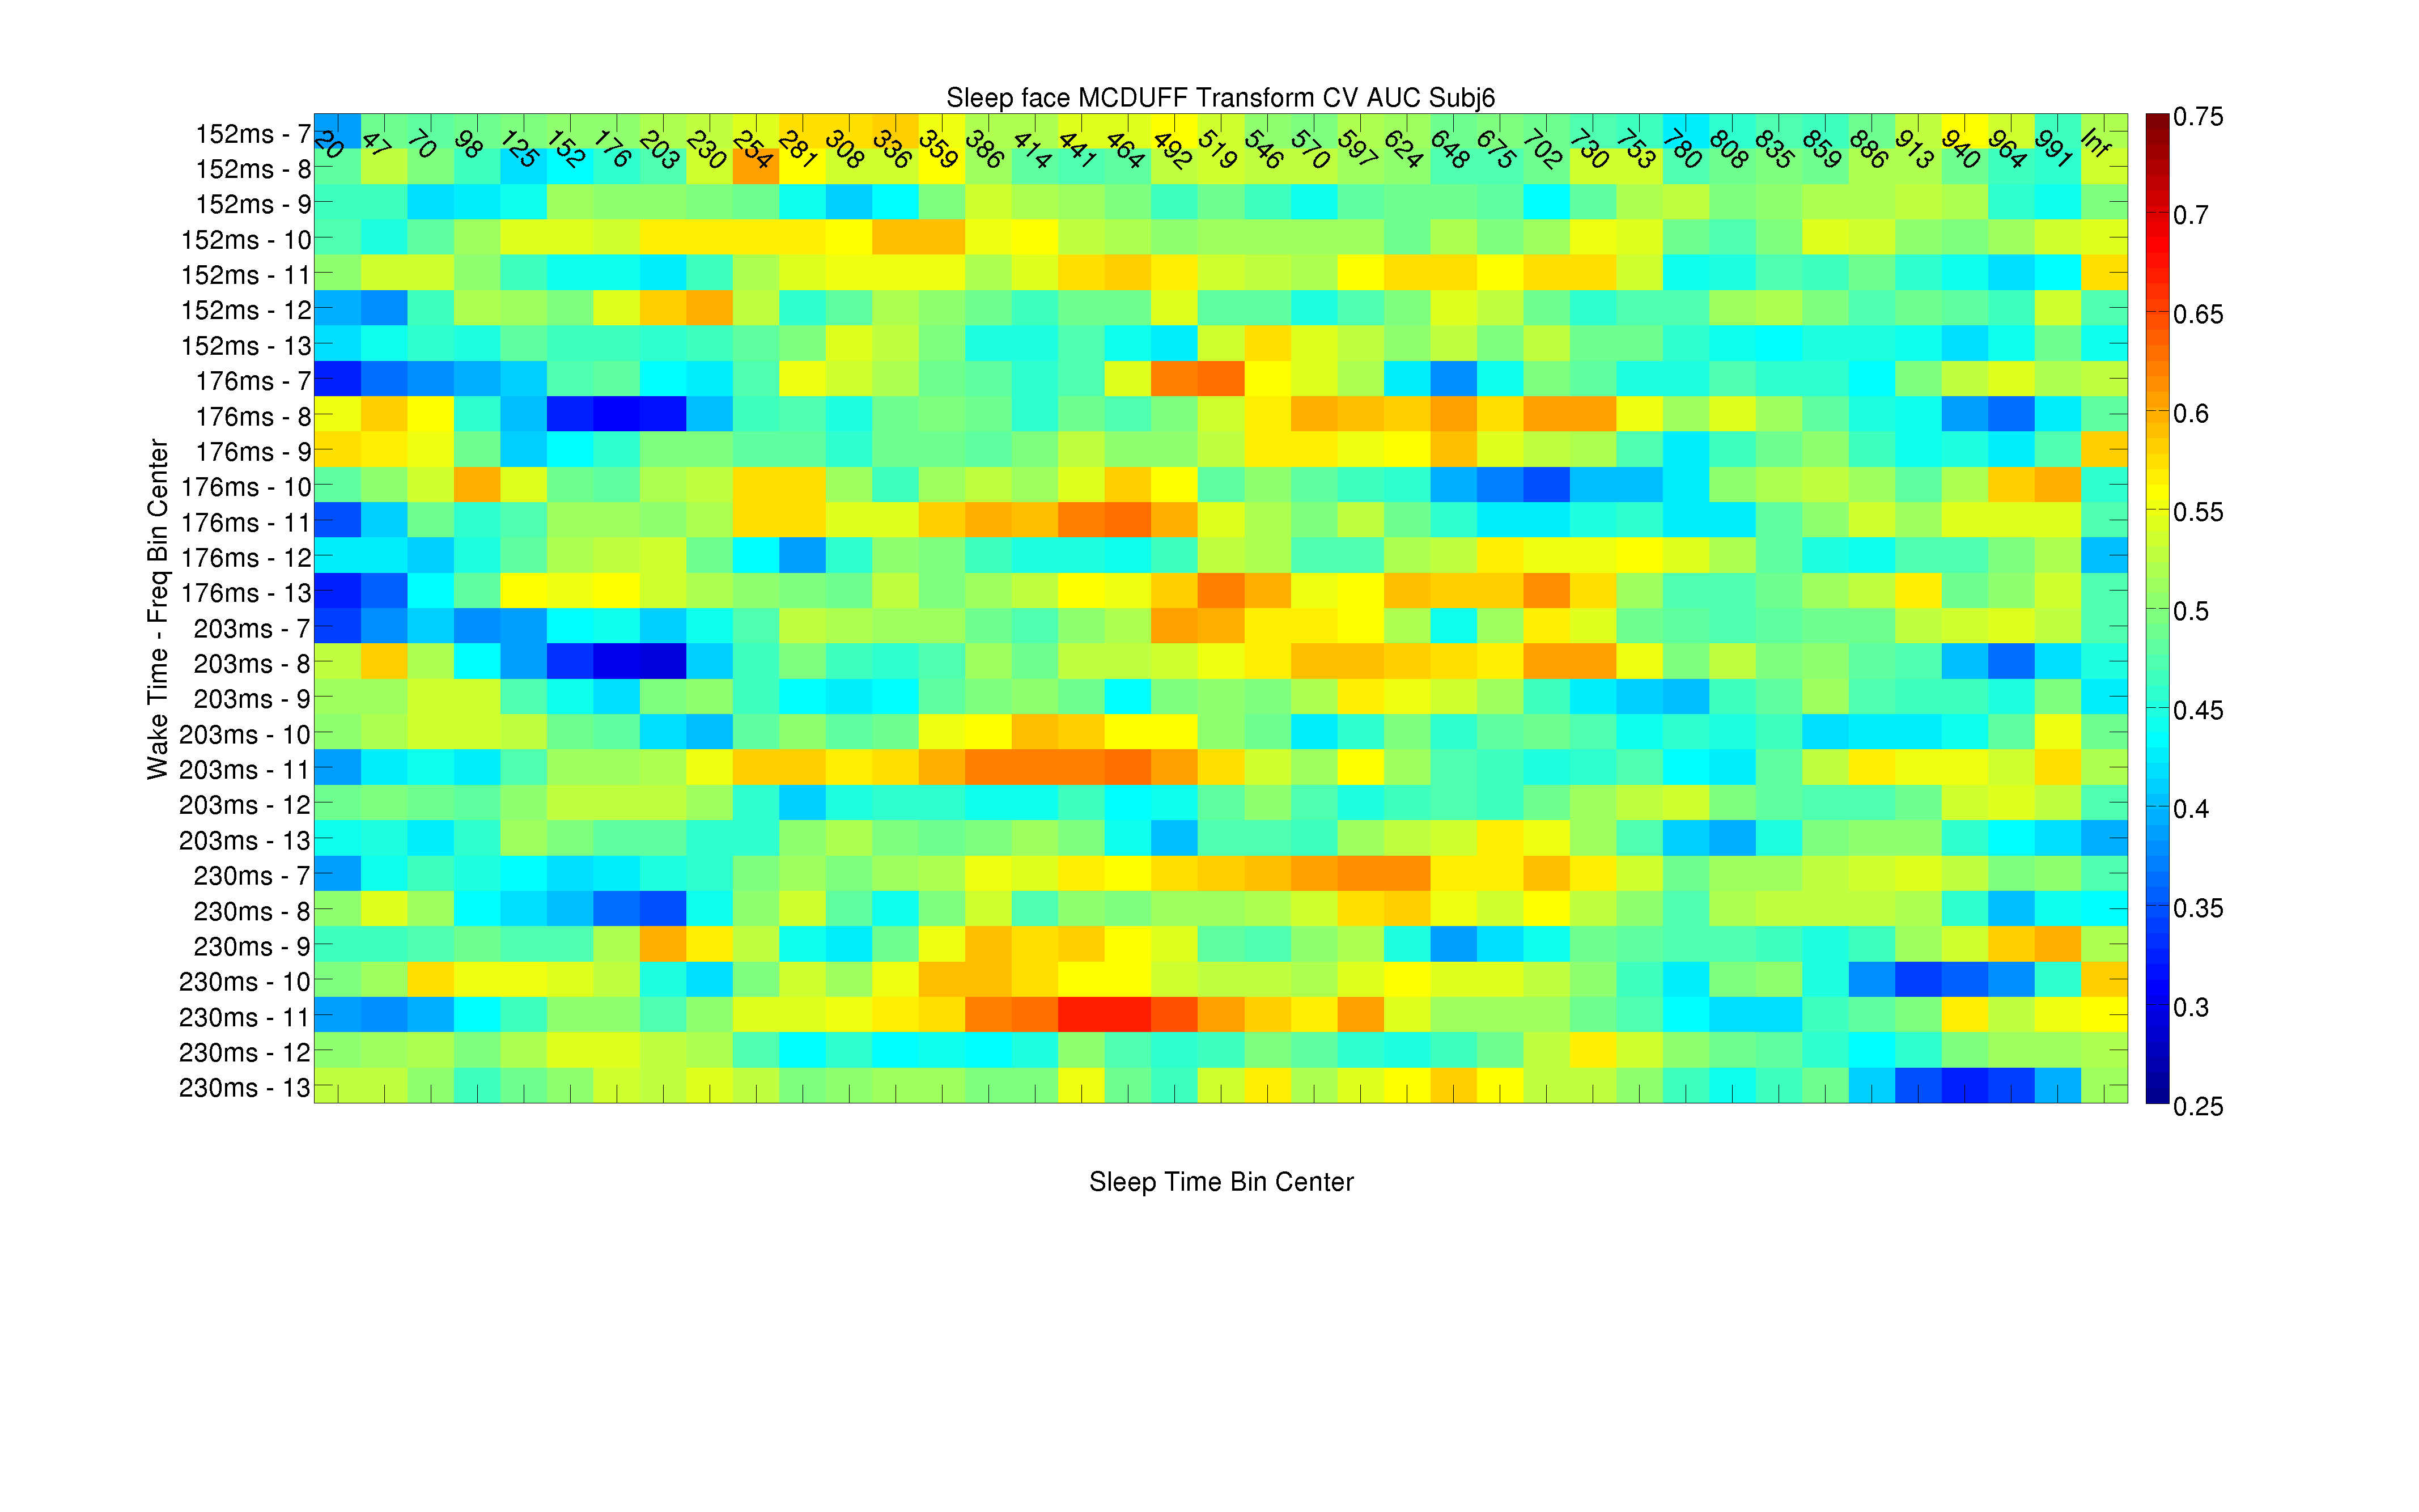 Sleep face MCDUFF Transform CV AUC Subj6
152ms - 7
152ms - 8
152ms - 9
152ms - 10
152ms - 11
152ms - 12
152ms - 13
176ms - 7
176ms - 8
176ms - 9
176ms - 10
176ms - 11
176ms - 12
176ms - 13
203ms - 7
203ms - 8
203ms - 9
203ms - 10
203ms - 11
203ms - 12
203ms - 13
230ms - 7
230ms - 8
230ms - 9
230ms - 10
230ms - 11
230ms - 12
230ms - 13
Wake Time - Freq Bin Center
20 47 70 98 125 152 176 203 230 254 281 308 336 359 386 414 441 464 492 519 546 570 597 624 648 675 702 730 753 780 808 835 859 886 913 940 964 991 Inf
0.75
0.7
0.65
0.6
0.55
0.5
0.45
0.4
0.35
0.3
0.25
Sleep Time Bin Center